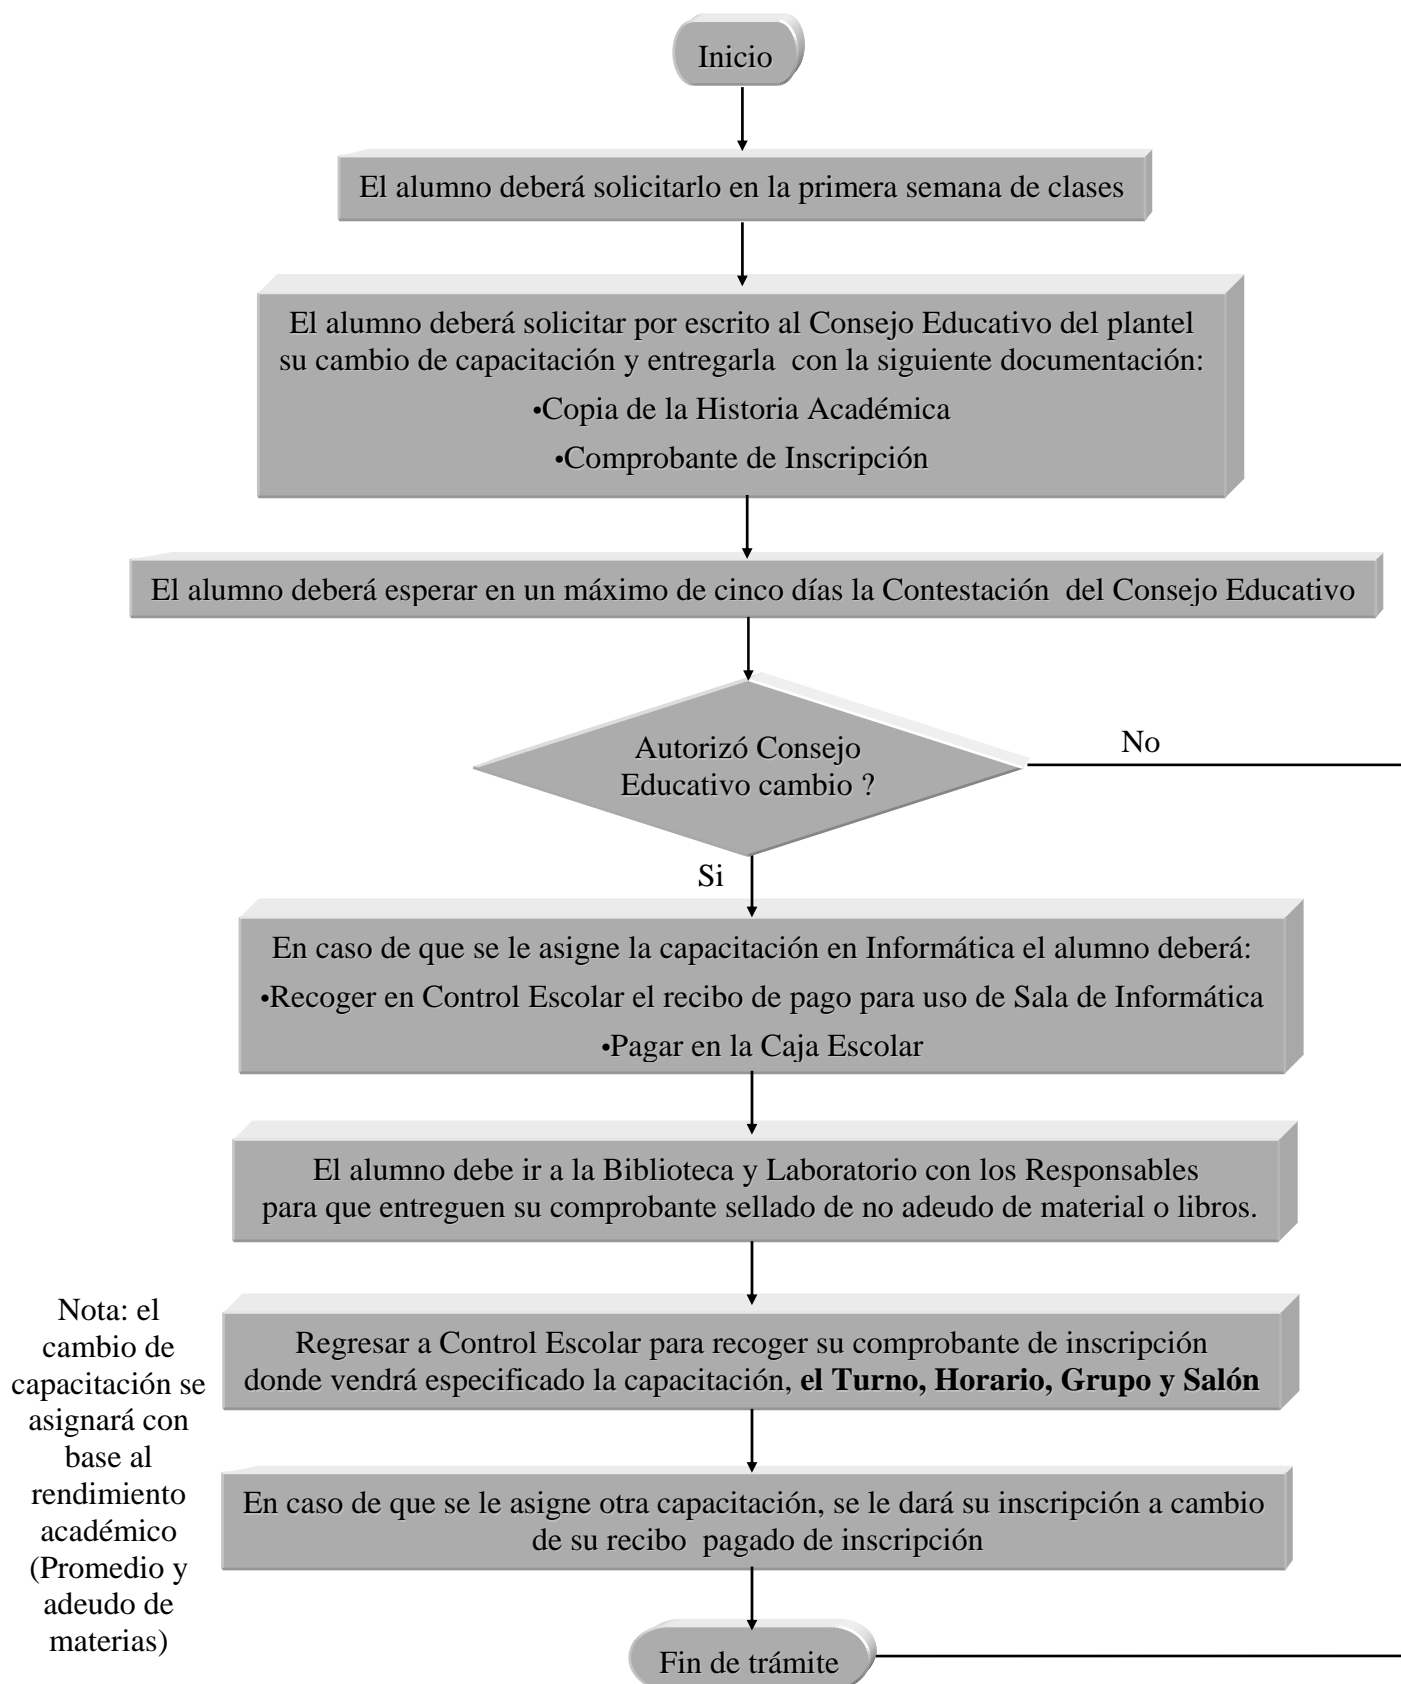 Inicio
El alumno deberá solicitarlo en la primera semana de clases
El alumno deberá solicitar por escrito al Consejo Educativo del plantel
su cambio de capacitación y entregarla con la siguiente documentación:
•Copia de la Historia Académica
•Comprobante de Inscripción
El alumno deberá esperar en un máximo de cinco días la Contestación del Consejo Educativo
Autorizó Consejo
Educativo cambio ?
No
Si
En caso de que se le asigne la capacitación en Informática el alumno deberá:
•Recoger en Control Escolar el recibo de pago para uso de Sala de Informática
•Pagar en la Caja Escolar
El alumno debe ir a la Biblioteca y Laboratorio con los Responsables
para que entreguen su comprobante sellado de no adeudo de material o libros.
Regresar a Control Escolar para recoger su comprobante de inscripción
donde vendrá especificado la capacitación, el Turno, Horario, Grupo y Salón
En caso de que se le asigne otra capacitación, se le dará su inscripción a cambio
de su recibo pagado de inscripción
Nota: el
cambio de
capacitación se
asignará con
base al
rendimiento
académico
(Promedio y
adeudo de
materias)
Fin de trámite